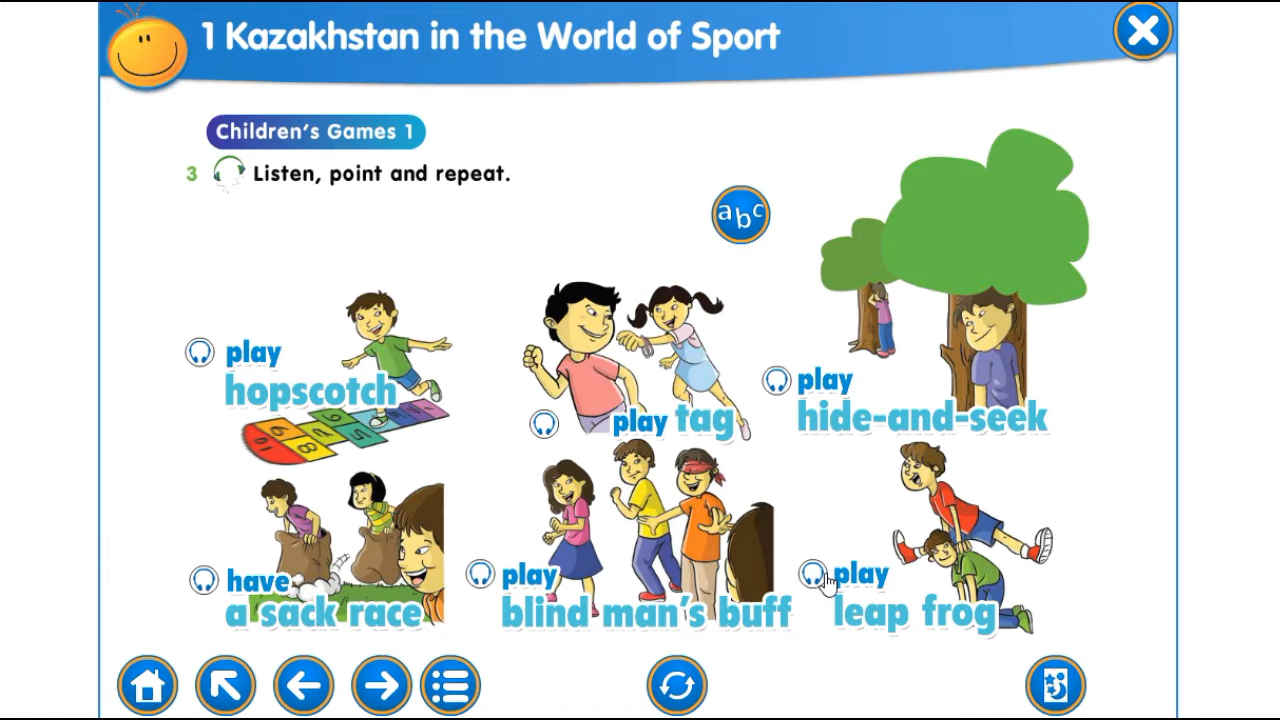 1 Kazakhstan in the World of Sport
Children's Games 1
3 Listen, point and repeat.
abc
play
hopscotch
play tag
play
hide-and-seek
have
a sack race
play
blind man's buff
play
leap frog